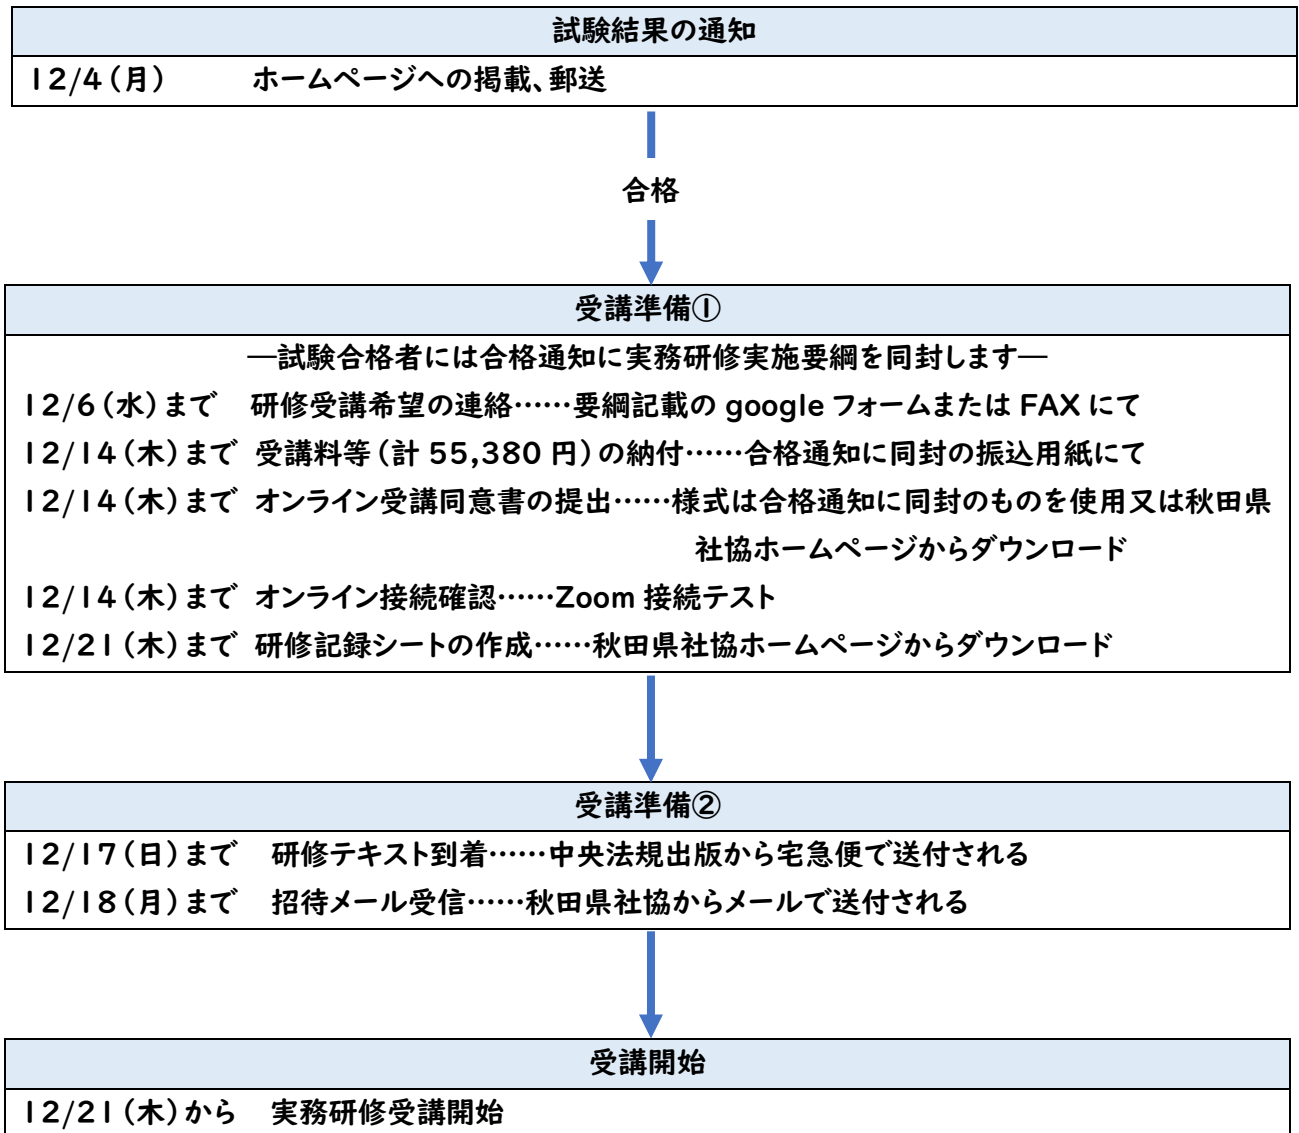 試験結果の通知
12/4(月)　ホームページへの掲載、郵送
合格
受講準備①
―試験合格者には合格通知に実務研修実施要綱を同封します―
12/6(水)まで　研修受講希望の連絡……要綱記載の google フォームまたは FAX にて
12/14(木)まで　受講料等(計 55,380 円)の納付……合格通知に同封の振込用紙にて
12/14(木)まで　オンライン受講同意書の提出……様式は合格通知に同封のものを使用又は秋田県
社協ホームページからダウンロード
12/14(木)まで　オンライン接続確認……Zoom 接続テスト
12/21(木)まで　研修記録シートの作成……秋田県社協ホームページからダウンロード
受講準備②
12/17(日)まで　研修テキスト到着……中央法規出版から宅急便で送付される
12/18(月)まで　招待メール受信……秋田県社協からメールで送付される
受講開始
12/21(木)から　実務研修受講開始